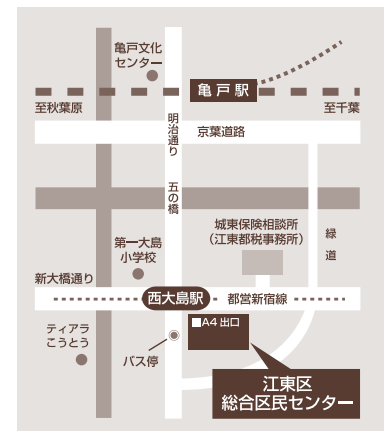 亀戸文化
センター
亀戸駅
至秋葉原
至千葉
明治通り
京葉道路
五の橋
城東保険相談所
(江東都税事務所)
緑道
第一大島
小学校
新大橋通り
西大島駅
都営新宿線
ティアラ
こうとう
バス停
■A4出口
江東区
総合区民センター